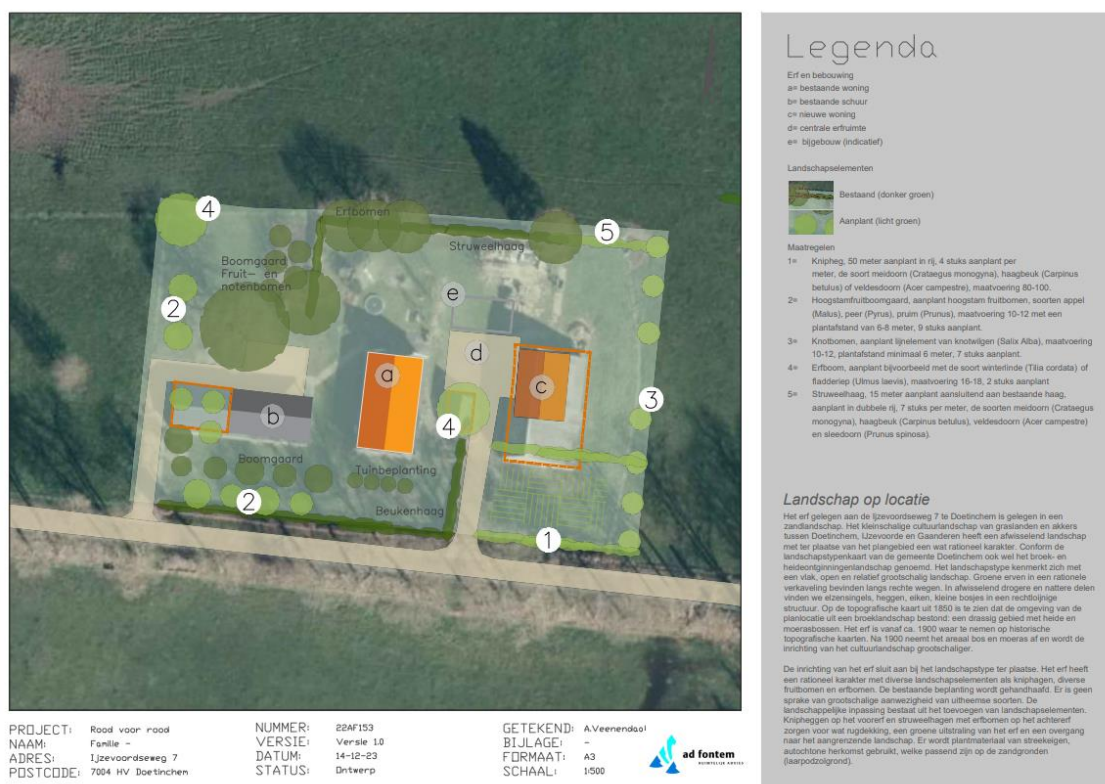 4
Erfbomen
Struweelhaag
5
Boomgaard
Fruit- en
notenbomen
2
e
d
a
c
4
3
b
Boomgaard
Tuinbeplanting
2
Beukenhaag
1
Legenda
Erf en bebouwing
a= bestaande woning
b= bestaande schuur
c= nieuwe woning
d= centrale erfruimte
e= bijgebouw (indicatief)
Landschapselementen
Bestaand (donker groen)
Aanplant (licht groen)
Maatregelen
1= Knipheg, 50 meter aanplant in rij, 4 stuks aanplant per
meter, de soort meidoorn (Crataegus monogyna), haagbeuk (Carpinus
betulus) of veldesdoorn (Acer campestre), maatvoering 80-100.
2= Hoogstamfruitboomgaard, aanplant hoogstam fruitbomen, soorten appel
(Malus), peer (Pyrus), pruim (Prunus), maatvoering 10-12 met een
plantafstand van 6-8 meter, 9 stuks aanplant.
3= Knotbomen, aanplant lijnelement van knotwilgen (Salix Alba), maatvoering
10-12, plantafstand minimaal 6 meter, 7 stuks aanplant.
4= Erfboom, aanplant bijvoorbeeld met de soort winterlinde (Tilia cordata) of
fladderiep (Ulmus laevis), maatvoering 16-18, 2 stuks aanplant
5= Struweelhaag, 15 meter aanplant aansluitend aan bestaande haag,
aanplant in dubbele rij, 7 stuks per meter, de soorten meidoorn (Crataegus
monogyna), haagbeuk (Carpinus betulus), veldesdoorn (Acer campestre)
en sleedoorn (Prunus spinosa).
Landschap op locatie
Het erf gelegen aan de Ijzevoordseweg 7 te Doetinchem is gelegen in een
zandlandschap. Het kleinschalige cultuurlandschap van graslanden en akkers
tussen Doetinchem, IJzevoorde en Gaanderen heeft een afwisselend landschap
met ter plaatse van het plangebied een wat rationeel karakter. Conform de
landschapstypenkaart van de gemeente Doetinchem ook wel het broek- en
heideontginningenlandschap genoemd. Het landschapstype kenmerkt zich met
een vlak, open en relatief grootschalig landschap. Groene erven in een rationele
verkaveling bevinden langs rechte wegen. In afwisselend drogere en nattere delen
vinden we elzensingels, heggen, eiken, kleine bosjes in een rechtlijnige
structuur. Op de topografische kaart uit 1850 is te zien dat de omgeving van de
planlocatie uit een broeklandschap bestond: een drassig gebied met heide en
moerasbossen. Het erf is vanaf ca. 1900 waar te nemen op historische
topografische kaarten. Na 1900 neemt het areaal bos en moeras af en wordt de
inrichting van het cultuurlandschap grootschaliger.
De inrichting van het erf sluit aan bij het landschapstype ter plaatse. Het erf heeft
een rationeel karakter met diverse landschapselementen als kniphagen, diverse
fruitbomen en erfbomen. De bestaande beplanting wordt gehandhaafd. Er is geen
sprake van grootschalige aanwezigheid van uitheemse soorten. De
landschappelijke inpassing bestaat uit het toevoegen van landschapselementen.
Knipheggen op het voorerf en struweelhagen met erfbomen op het achtererf
zorgen voor wat rugdekking, een groene uitstraling van het erf en een overgang
naar het aangrenzende landschap. Er wordt plantmateriaal van streekeigen,
autochtone herkomst gebruikt, welke passend zijn op de zandgronden
(laarpodzolgrond).
PROJECT: Rood voor rood
NAAM: Familie -
ADRES: Ijzevoordseweg 7
POSTCODE: 7004 HV Doetinchem
NUMMER: 22AF153
VERSIE: Versie 1.0
DATUM: 14-12-23
STATUS: Ontwerp
GETEKEND: A.Veenendaal
BIJLAGE: -
FORMAAT: A3
SCHAAL: 1:500
ad fontem